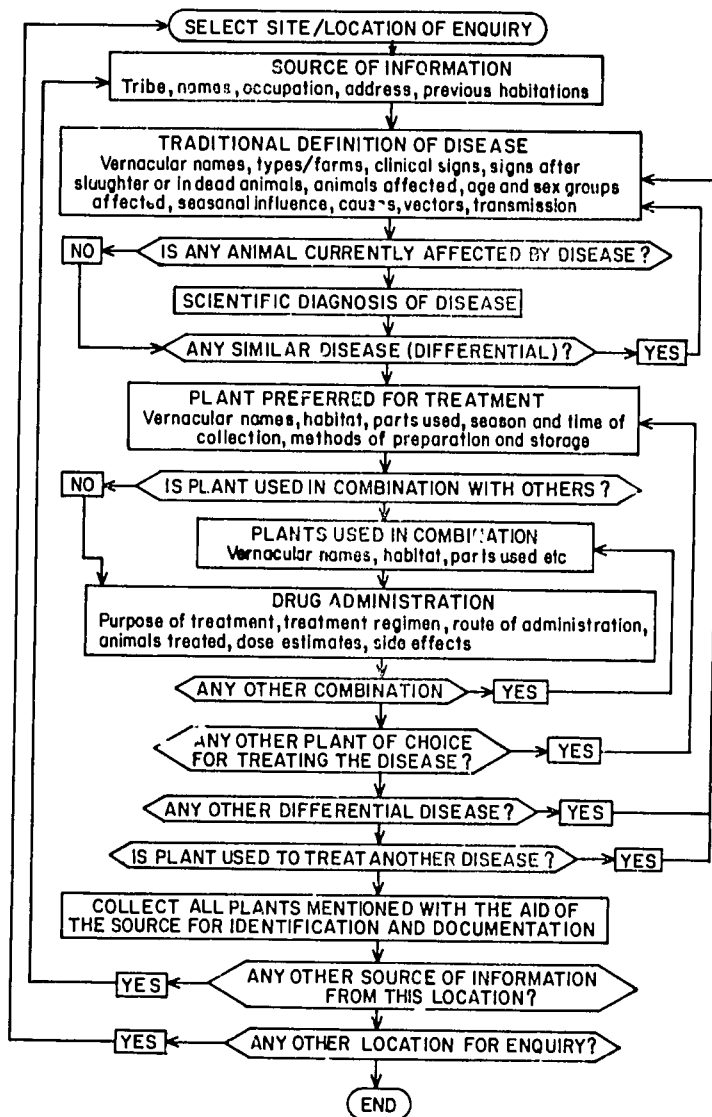 SELECT SITE/LOCATION OF ENQUIRY
SOURCE OF INFORMATION
Tribe, names, occupation, address, previous habitations
TRADITIONAL DEFINITION OF DISEASE
Vernacular names, types/farms, clinical signs, signs after
slaughter or in dead animals, animals affected, age and sex groups
affected, seasonal influence, causes, vectors, transmission
NO
IS ANY ANIMAL CURRENTLY AFFECTED BY DISEASE?
SCIENTIFIC DIAGNOSIS OF DISEASE
ANY SIMILAR DISEASE (DIFFERENTIAL)?
YES
PLANT PREFERRED FOR TREATMENT
Vernacular names, habitat, parts used, season and time of
collection, methods of preparation and storage
NO
IS PLANT USED IN COMBINATION WITH OTHERS?
PLANTS USED IN COMBINATION
Vernacular names, habitat, parts used etc
DRUG ADMINISTRATION
Purpose of treatment, treatment regimen, route of administration,
animals treated, dose estimates, side effects
ANY OTHER COMBINATION
YES
ANY OTHER PLANT OF CHOICE
FOR TREATING THE DISEASE?
YES
ANY OTHER DIFFERENTIAL DISEASE?
YES
IS PLANT USED TO TREAT ANOTHER DISEASE?
YES
COLLECT ALL PLANTS MENTIONED WITH THE AID OF
THE SOURCE FOR IDENTIFICATION AND DOCUMENTATION
YES
ANY OTHER SOURCE OF INFORMATION
FROM THIS LOCATION?
YES
ANY OTHER LOCATION FOR ENQUIRY?
END